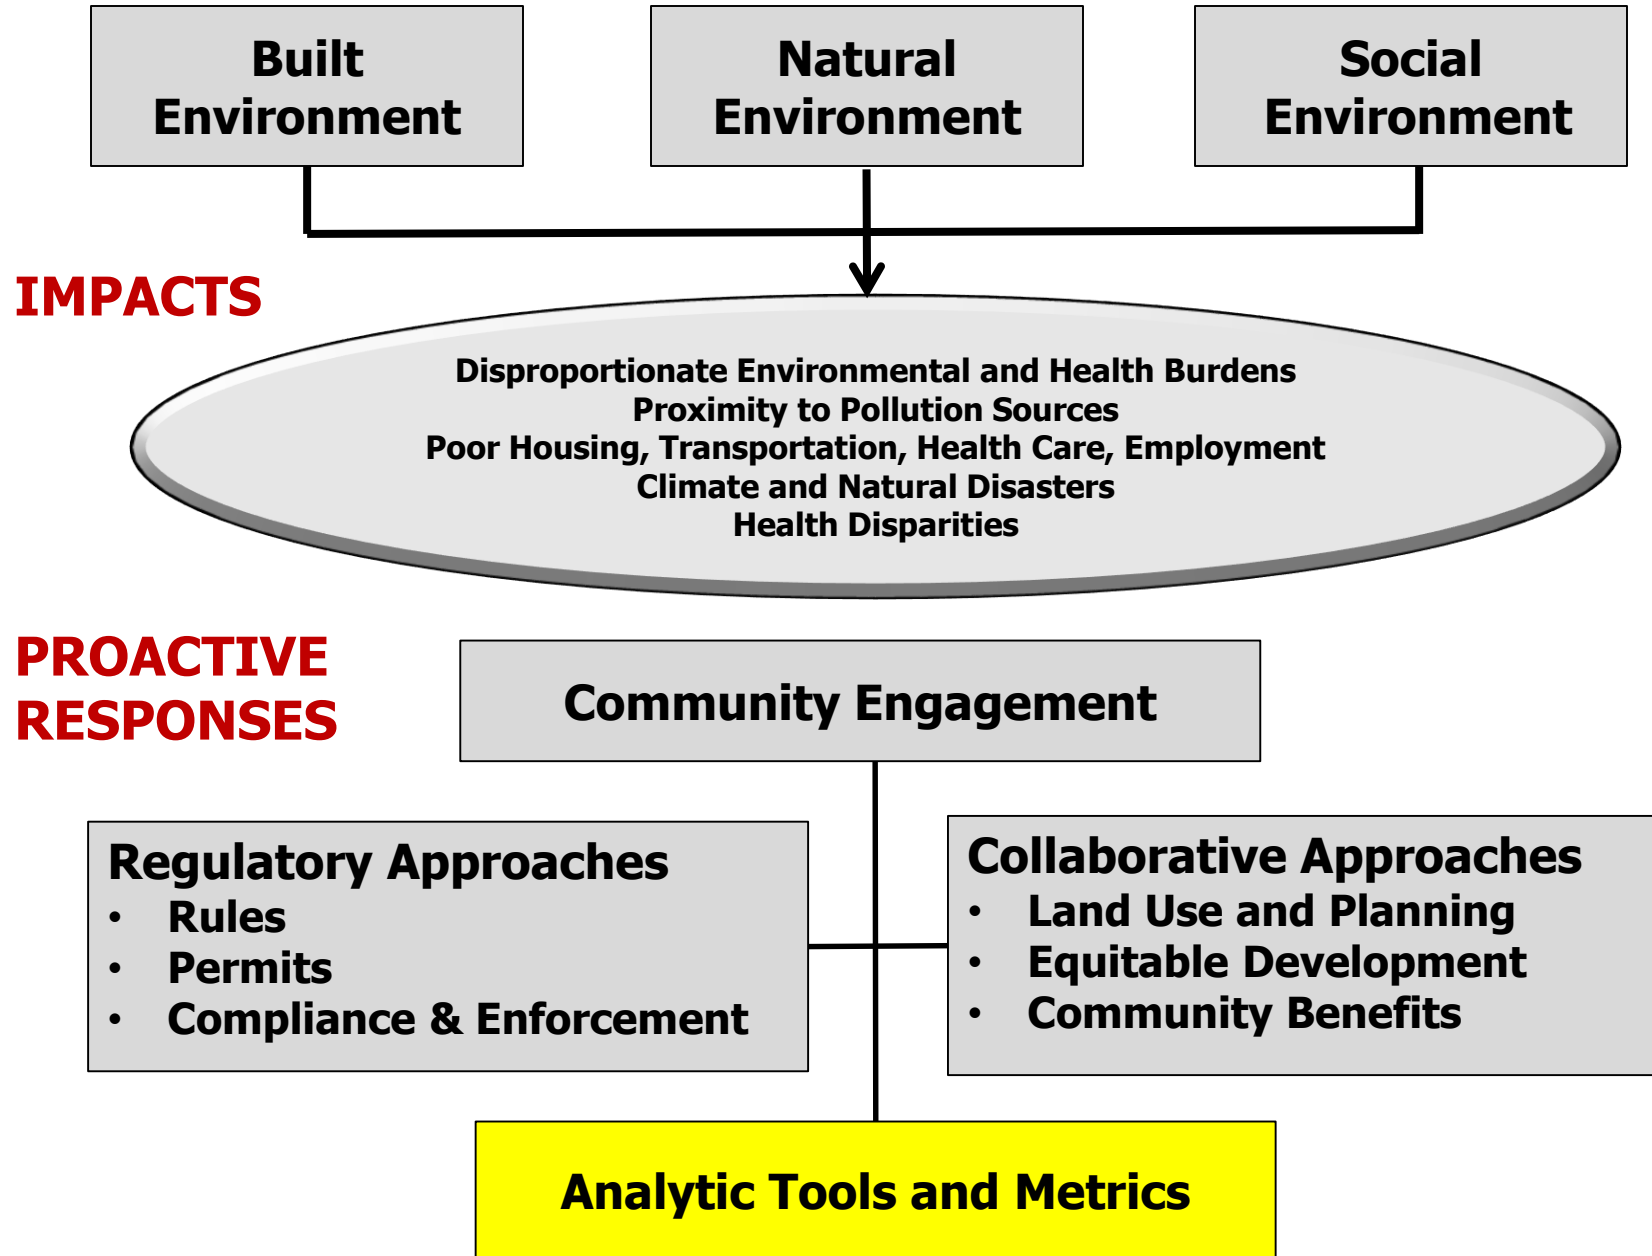 Built
Environment
Natural
Environment
Social
Environment
IMPACTS
Disproportionate Environmental and Health Burdens
Proximity to Pollution Sources
Poor Housing, Transportation, Health Care, Employment
Climate and Natural Disasters
Health Disparities
PROACTIVE
RESPONSES
Community Engagement
Regulatory Approaches
• Rules
• Permits
• Compliance & Enforcement
Collaborative Approaches
• Land Use and Planning
• Equitable Development
• Community Benefits
Analytic Tools and Metrics